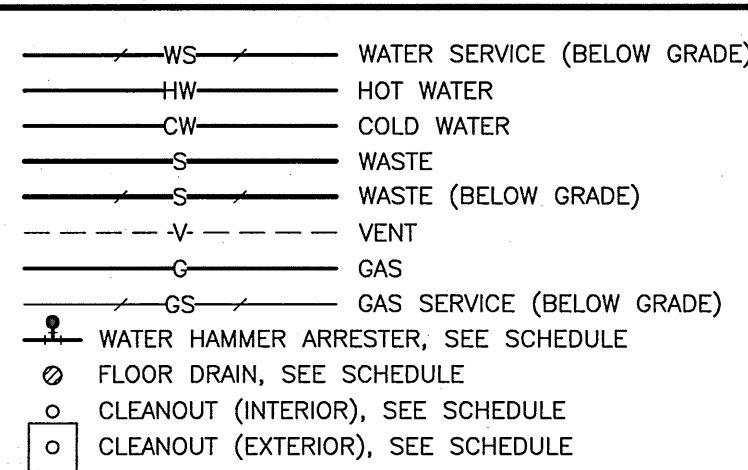 WS WATER SERVICE (BELOW GRADE)
HW HOT WATER
CW COLD WATER
S WASTE
S WASTE (BELOW GRADE)
V VENT
G GAS
GS GAS SERVICE (BELOW GRADE)
WATER HAMMER ARRESTER, SEE SCHEDULE
FLOOR DRAIN, SEE SCHEDULE
CLEANOUT (INTERIOR), SEE SCHEDULE
CLEANOUT (EXTERIOR), SEE SCHEDULE